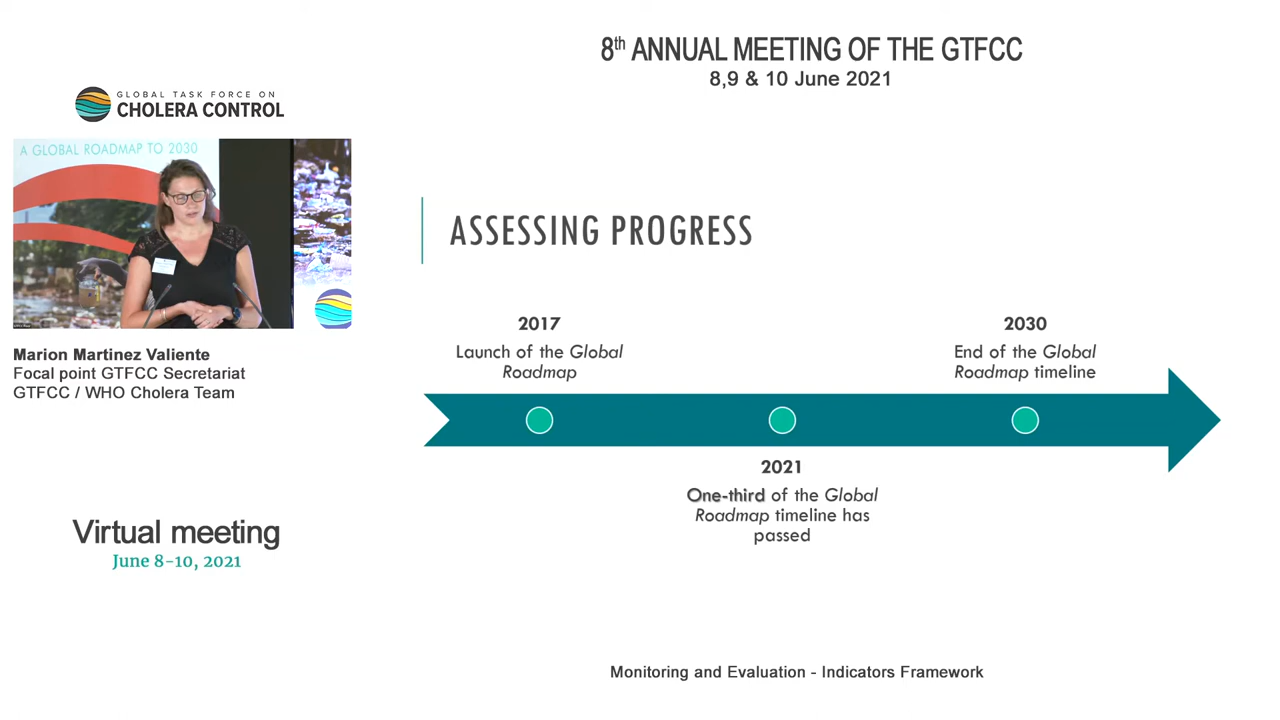 8th ANNUAL MEETING OF THE GTFCC
8,9 & 10 June 2021
GLOBAL TASK FORCE ON
CHOLERA CONTROL
A GLOBAL ROADMAP TO 2030
Marion Martinez Valiente
Focal point GTFCC Secretariat
GTFCC / WHO Cholera Team
Virtual meeting
June 8-10, 2021
ASSESSING PROGRESS
2017
Launch of the Global
Roadmap
2030
End of the Global
Roadmap timeline
2021
One-third of the Global
Roadmap timeline has
passed
Monitoring and Evaluation - Indicators Framework